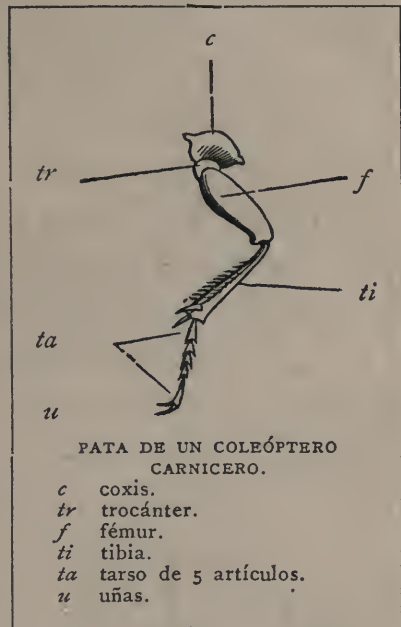 c
tr
f
ti
ta
u
PATA DE UN COLEÓPTERO
CARNICERO.
c coxis.
tr trocánter.
f fémur.
ti tibia.
ta tarso de 5 artículos.
u uñas.